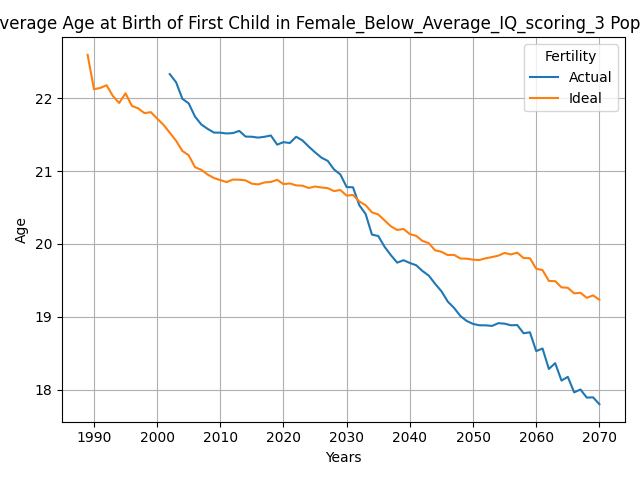 verage Age at Birth of First Child in Female_Below_Average_IQ_scoring_3 Pop
Fertility
Actual
Ideal
22
21
20
19
18
Age
1990 2000 2010 2020 2030 2040 2050 2060 2070
Years